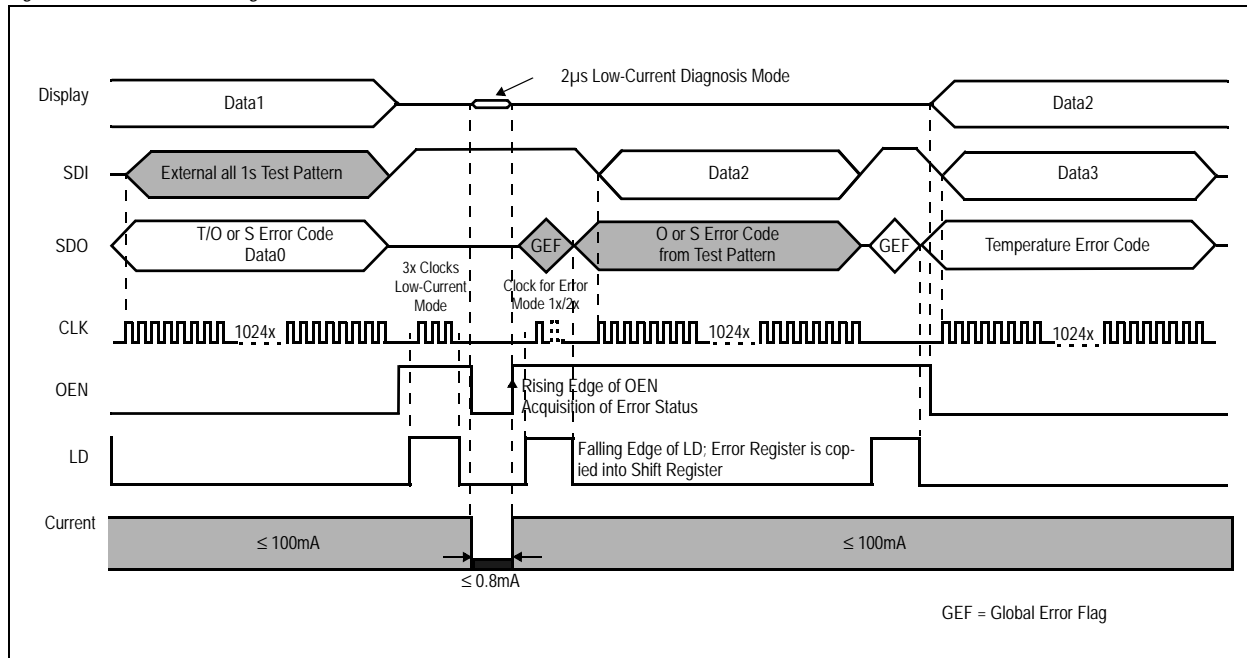 2µs Low-Current Diagnosis Mode
Display
Data1
Data2
SDI
External all 1s Test Pattern
Data2
Data3
SDO
T/O or S Error Code
Data0
GEF
O or S Error Code
from Test Pattern
GEF
Temperature Error Code
3x Clocks
Low-Current
Mode
Clock for Error
Mode 1x/2x
CLK
1024x
1024x
1024x
OEN
Rising Edge of OEN
Acquisition of Error Status
LD
Falling Edge of LD; Error Register is cop-
ied into Shift Register
Current
≤ 100mA
≤ 100mA
≤ 0.8mA
GEF = Global Error Flag